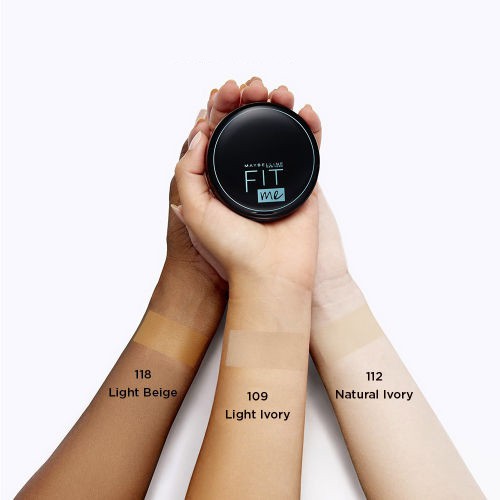 MAYBELLINE
FIT
me
118
Light Beige
109
Light Ivory
112
Natural Ivory